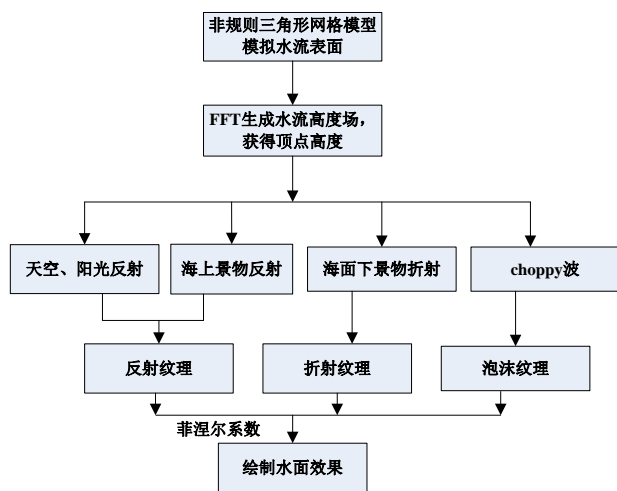 非规则三角形网格模型
模拟水流表面
FFT生成水流高度场，
获得顶点高度
天空、阳光反射
海上景物反射
海面下景物折射
choppy波
反射纹理
折射纹理
泡沫纹理
菲涅尔系数
绘制水面效果